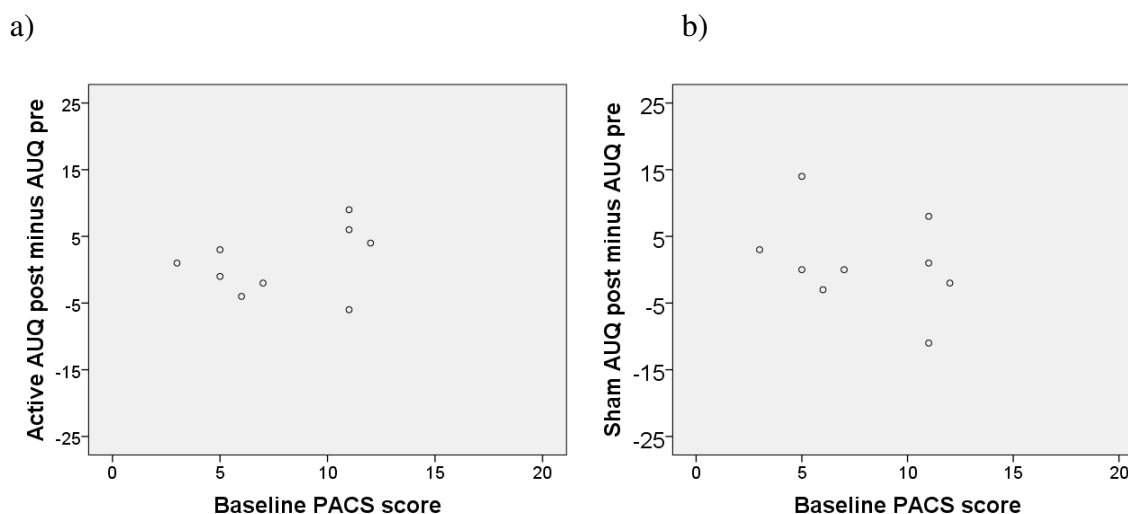 a)
Active AUQ post minus AUQ pre
25
15
5
-5
-15
-25
0 5 10 15 20
Baseline PACS score
b)
Sham AUQ post minus AUQ pre
25
15
5
-5
-15
-25
0 5 10 15 20
Baseline PACS score